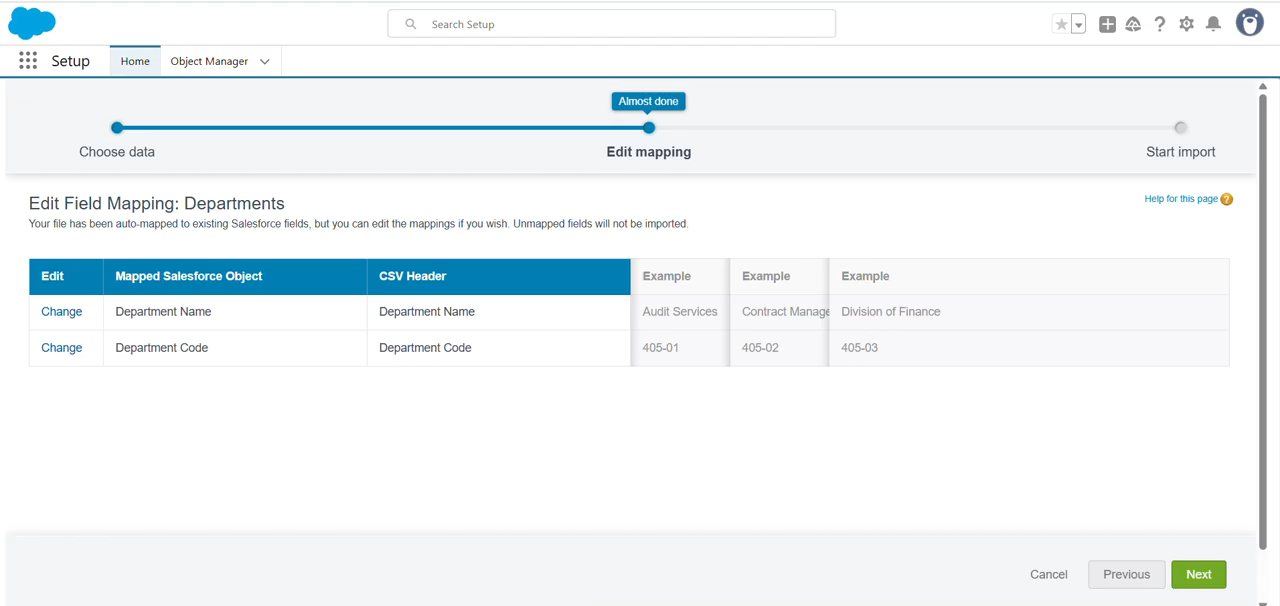 Search Setup
Setup
Home
Object Manager
Almost done
Choose data
Edit mapping
Start import
Edit Field Mapping: Departments
Help for this page ?
Your file has been auto-mapped to existing Salesforce fields, but you can edit the mappings if you wish. Unmapped fields will not be imported.
Edit Mapped Salesforce Object CSV Header Example Example Example
Change Department Name Department Name Audit Services Contract Manage Division of Finance
Change Department Code Department Code 405-01 405-02 405-03
Cancel Previous Next